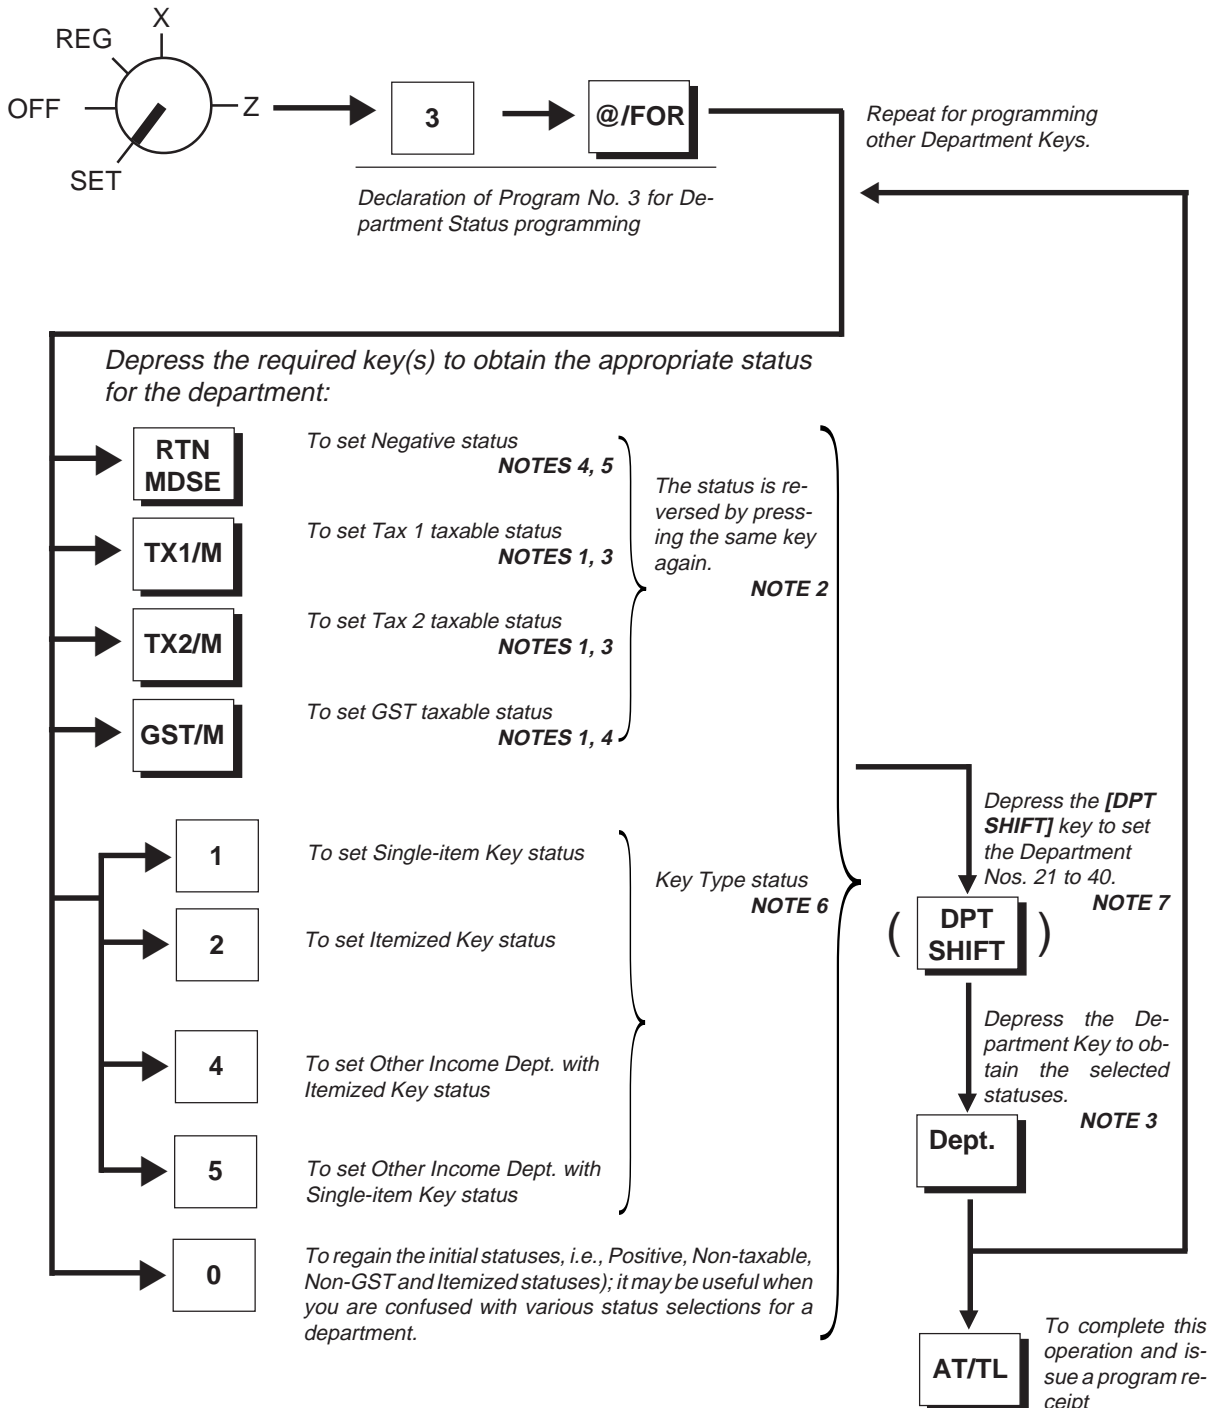 X
REG
OFF
Z
SET
3
@/FOR
Declaration of Program No. 3 for De-
partment Status programming
Repeat for programming
other Department Keys.
Depress the required key(s) to obtain the appropriate status
for the department:
RTN
MDSE
To set Negative status
NOTES 4, 5
TX1/M
To set Tax 1 taxable status
NOTES 1, 3
TX2/M
To set Tax 2 taxable status
NOTES 1, 3
GST/M
To set GST taxable status
NOTES 1, 4
The status is re-
versed by press-
ing the same key
again.
NOTE 2
1
To set Single-item Key status
2
To set Itemized Key status
4
To set Other Income Dept. with
Itemized Key status
5
To set Other Income Dept. with
Single-item Key status
Key Type status
NOTE 6
0
To regain the initial statuses, i.e., Positive, Non-taxable,
Non-GST and Itemized statuses); it may be useful when
you are confused with various status selections for a
department.
Depress the [DPT
SHIFT] key to set
the Department
Nos. 21 to 40.
NOTE 7
( DPT
SHIFT )
Depress the De-
partment Key to ob-
tain the selected
statuses.
NOTE 3
Dept.
AT/TL
To complete this
operation and is-
sue a program re-
ceipt